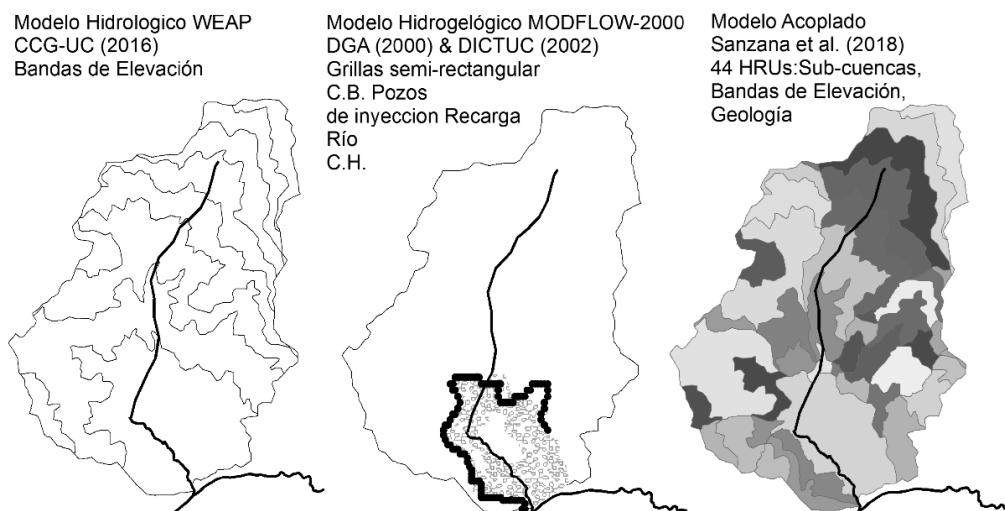 Modelo Hidrologico WEAP
CCG-UC (2016)
Bandas de Elevación
Modelo Hidrogelógico MODFLOW-2000
DGA (2000) & DICTUC (2002)
Grillas semi-rectangular
C.B. Pozos
de inyeccion Recarga
Río
C.H.
Modelo Acoplado
Sanzana et al. (2018)
44 HRUs:Sub-cuencas,
Bandas de Elevación,
Geología